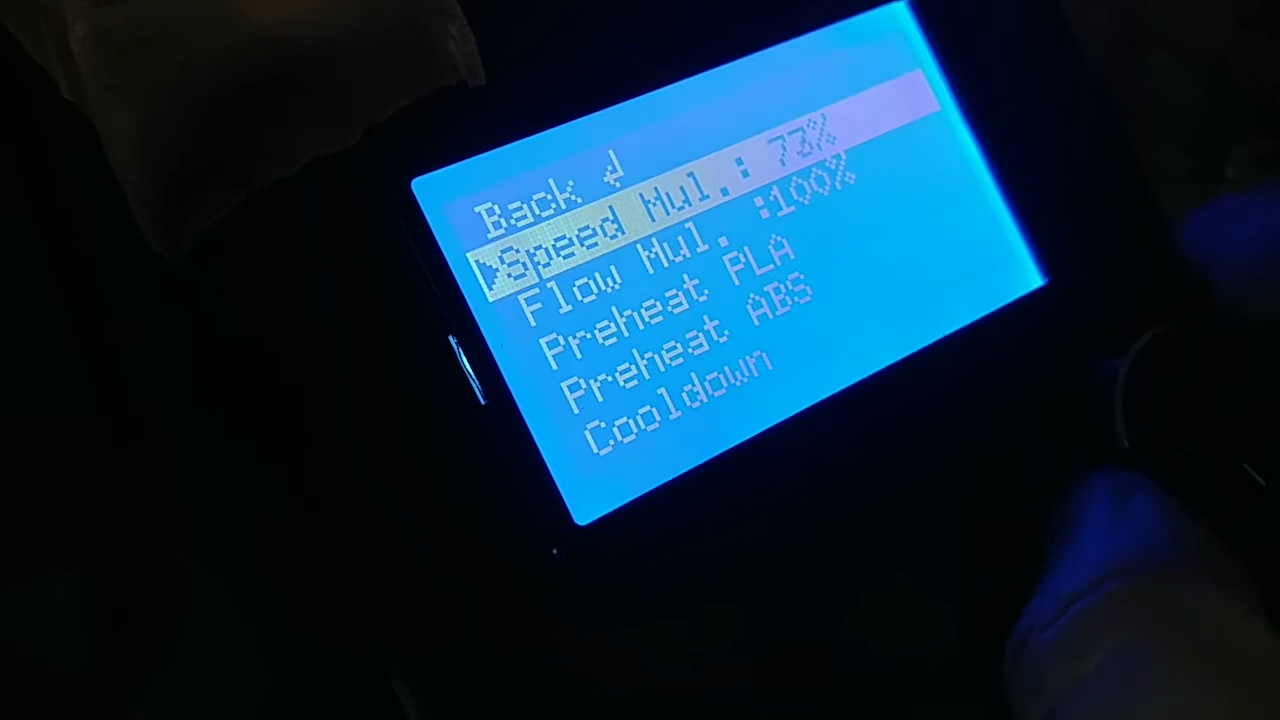 Back ↲
Speed Mul.: 73%
Flow Mul. :100%
Preheat PLA
Preheat ABS
Cooldown